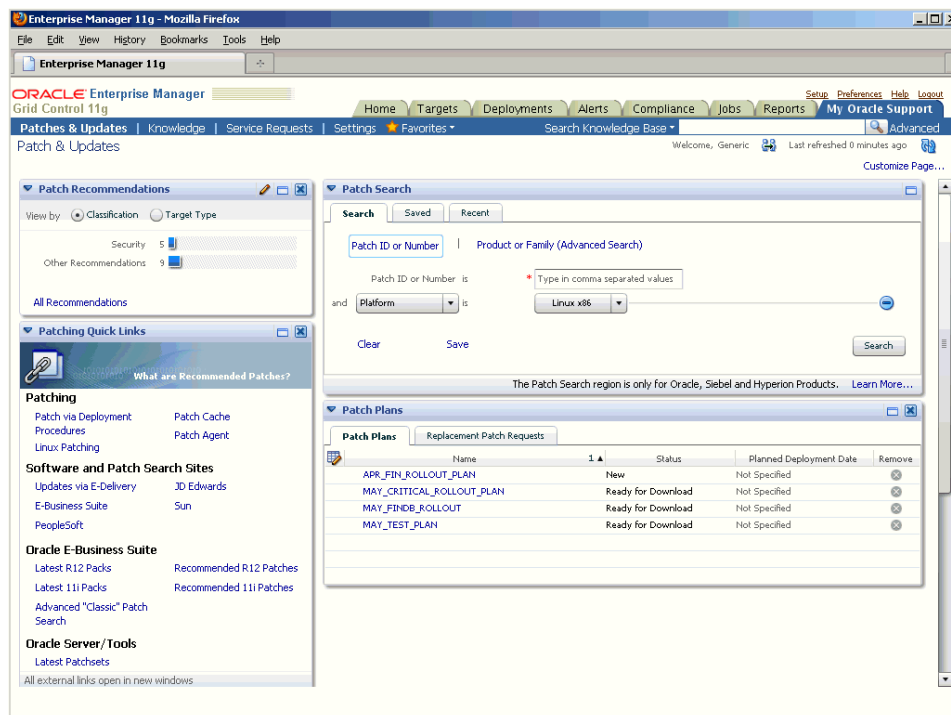 Enterprise Manager 11g - Mozilla Firefox
File Edit View History Bookmarks Tools Help
Enterprise Manager 11g
Setup Preferences Help Logout
ORACLE Enterprise Manager
Grid Control 11g
Home Targets Deployments Alerts Compliance Jobs Reports My Oracle Support
Patches & Updates | Knowledge | Service Requests | Settings Favorites Search Knowledge Base Advanced
Patch & Updates
Welcome, Generic Last refreshed 0 minutes ago
Customize Page...
Patch Recommendations
View by Classification Target Type
Security 5
Other Recommendations 9
All Recommendations
Patching Quick Links
What are Recommended Patches?
Patching
Patch via Deployment Procedures
Patch Cache
Patch Agent
Linux Patching
Software and Patch Search Sites
Updates via E-Delivery JD Edwards
E-Business Suite Sun
PeopleSoft
Oracle E-Business Suite
Latest R12 Packs Recommended R12 Patches
Latest 11i Packs Recommended 11i Patches
Advanced "Classic" Patch
Search
Oracle Server/Tools
Latest Patchsets
All external links open in new windows
Patch Search
Search Saved Recent
Patch ID or Number | Product or Family (Advanced Search)
Patch ID or Number is * Type in comma separated values
and Platform is Linux x86
Clear Save Search
The Patch Search region is only for Oracle, Siebel and Hyperion Products. Learn More...
Patch Plans
Patch Plans Replacement Patch Requests
Name 1 Status Planned Deployment Date Remove
APR_FIN_ROLLOUT_PLAN New Not Specified
MAY_CRITICAL_ROLLOUT_PLAN Ready for Download Not Specified
MAY_FINDB_ROLLOUT Ready for Download Not Specified
MAY_TEST_PLAN Ready for Download Not Specified